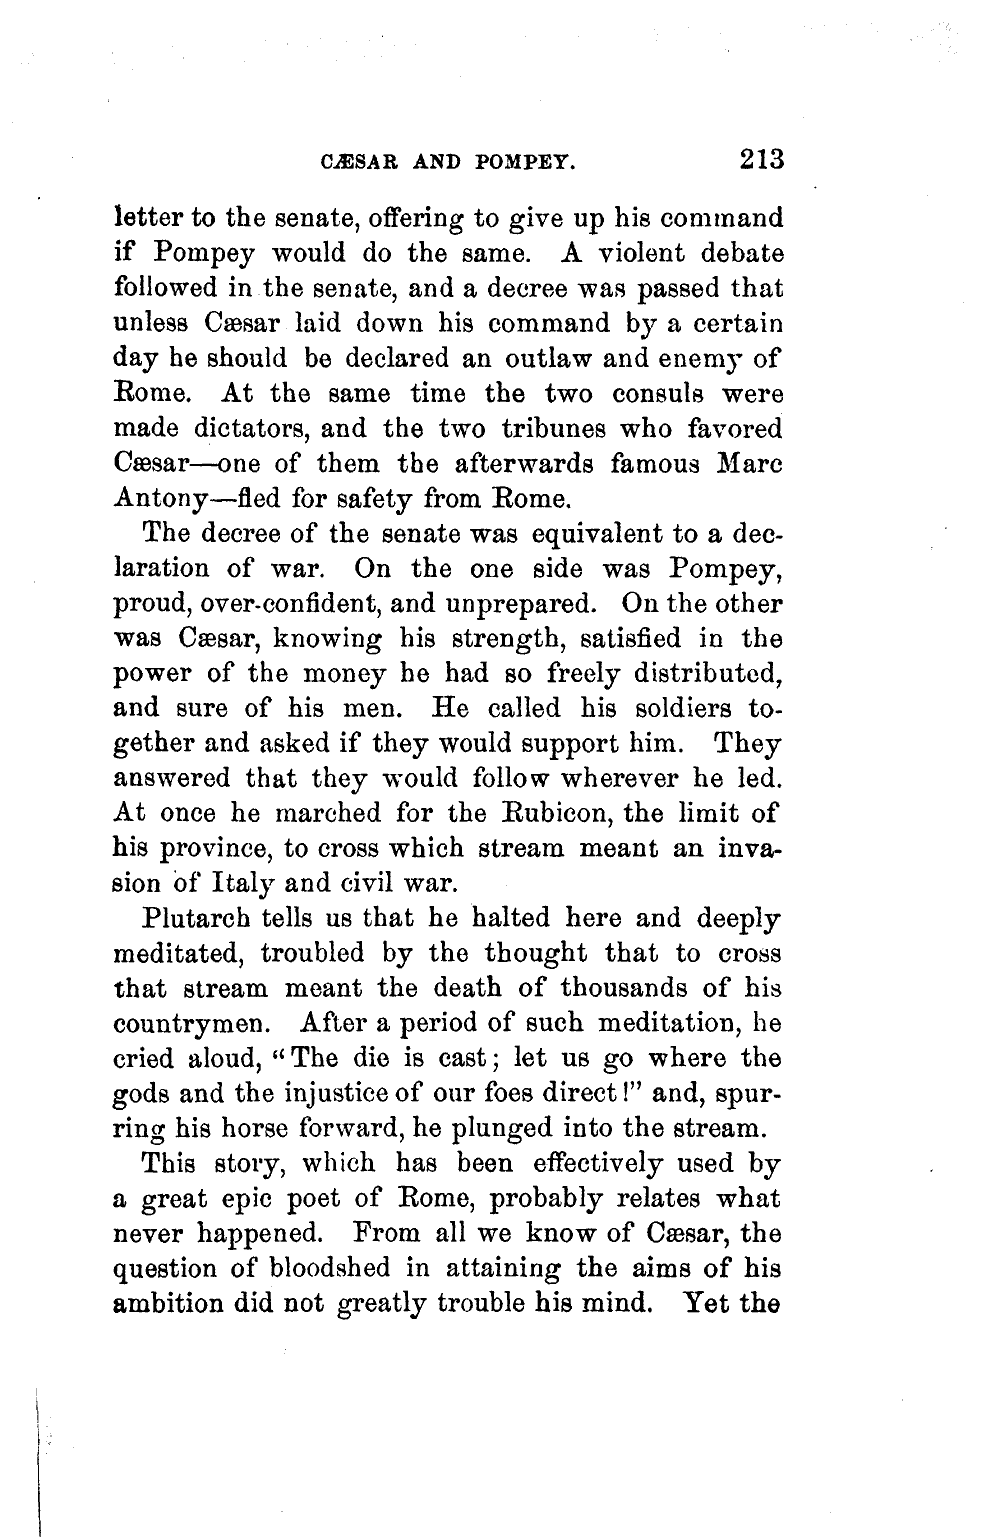 CÆSAR AND POMPEY. 213
letter to the senate, offering to give up his command
if Pompey would do the same. A violent debate
followed in the senate, and a decree was passed that
unless Cæsar laid down his command by a certain
day he should be declared an outlaw and enemy of
Rome. At the same time the two consuls were
made dictators, and the two tribunes who favored
Cæsar—one of them the afterwards famous Marc
Antony—fled for safety from Rome.
The decree of the senate was equivalent to a dec-
laration of war. On the one side was Pompey,
proud, over-confident, and unprepared. On the other
was Cæsar, knowing his strength, satisfied in the
power of the money he had so freely distributed,
and sure of his men. He called his soldiers to-
gether and asked if they would support him. They
answered that they would follow wherever he led.
At once he marched for the Rubicon, the limit of
his province, to cross which stream meant an inva-
sion of Italy and civil war.
Plutarch tells us that he halted here and deeply
meditated, troubled by the thought that to cross
that stream meant the death of thousands of his
countrymen. After a period of such meditation, he
cried aloud, “The die is cast; let us go where the
gods and the injustice of our foes direct!” and, spur-
ring his horse forward, he plunged into the stream.
This story, which has been effectively used by
a great epic poet of Rome, probably relates what
never happened. From all we know of Cæsar, the
question of bloodshed in attaining the aims of his
ambition did not greatly trouble his mind. Yet the